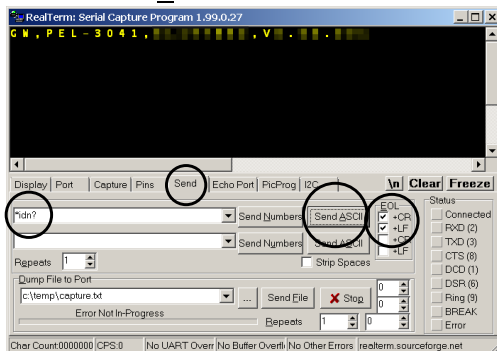 RealTerm: Serial Capture Program 1.99.0.27
GW,PEL-3041, ,V . .
Display Port Capture Pins Send Echo Port PicProg I2C \n Clear Freeze
*idn? Send Numbers Send ASCII
EOL
+CR
+LF
Send Numbers Send ASCII
+CR
+LF
Repeats 1 Strip Spaces
Dump File to Port
c:\temp\capture.txt ... Send File Stop 0
0
Error Not In-Progress
Repeats 1 0
Status
Connected
RXD (2)
TXD (3)
CTS (8)
DCD (1)
DSR (6)
Ring (9)
BREAK
Error
Char Count:0000000 CPS:0 No UART Overr No Buffer Overfl No Other Errors realterm.sourceforge.net